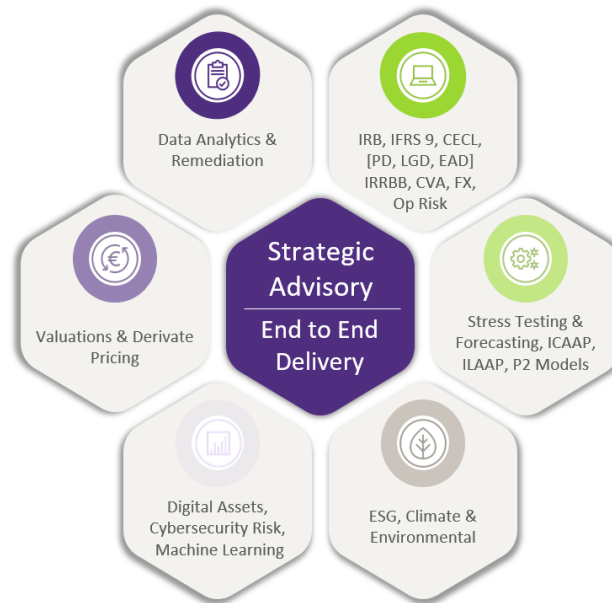 Data Analytics &
Remediation
IRB, IFRS 9, CECL,
[PD, LGD, EAD]
IRRBB, CVA, FX,
Op Risk
Valuations & Derivate
Pricing
Strategic
Advisory
End to End
Delivery
Stress Testing &
Forecasting, ICAAP,
ILAAP, P2 Models
Digital Assets,
Cybersecurity Risk,
Machine Learning
ESG, Climate &
Environmental